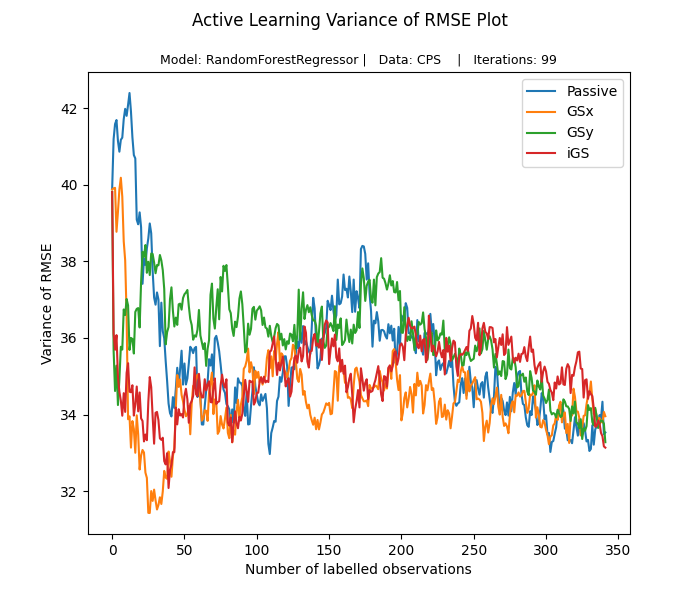 Active Learning Variance of RMSE Plot
Model: RandomForestRegressor | Data: CPS | Iterations: 99
Passive
GSx
GSy
iGS
Variance of RMSE
42
40
38
36
34
32
0 50 100 150 200 250 300 350
Number of labelled observations